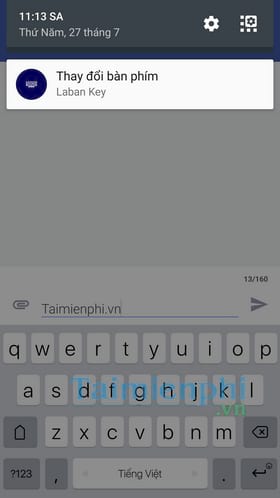 11:13 SA
Thứ Năm, 27 tháng 7
Thay đổi bàn phím
Laban Key
13/160
Taimienphi.vn
q w e r t y u i o p
a s d f g h j k l
Taimienphi
.vn
z x c v b n m
?123 , Tiếng Việt .